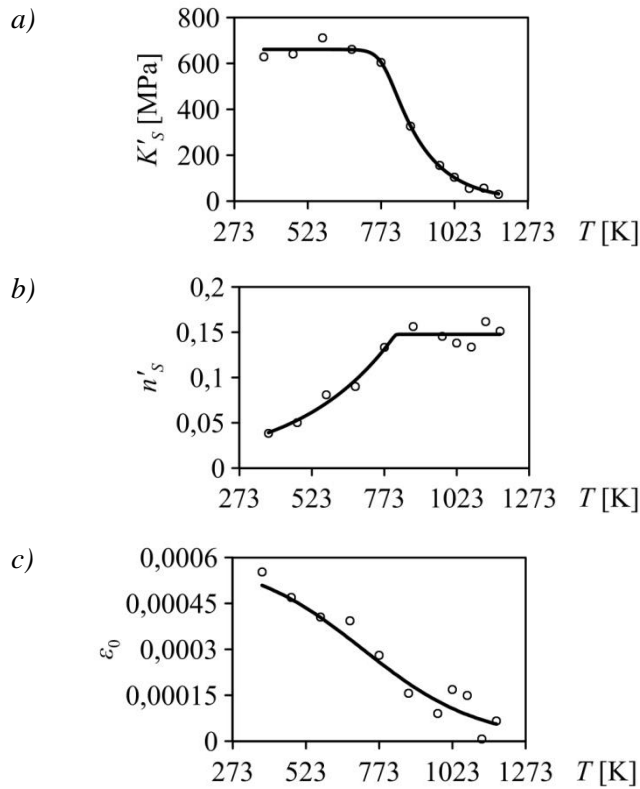 a)
800
600
400
200
0
K's [MPa]
273 523 773 1023 1273 T [K]
b)
0,2
0,15
0,1
0,05
0
n's
273 523 773 1023 1273 T [K]
c)
0,0006
0,00045
0,0003
0,00015
0
ε0
273 523 773 1023 1273 T [K]